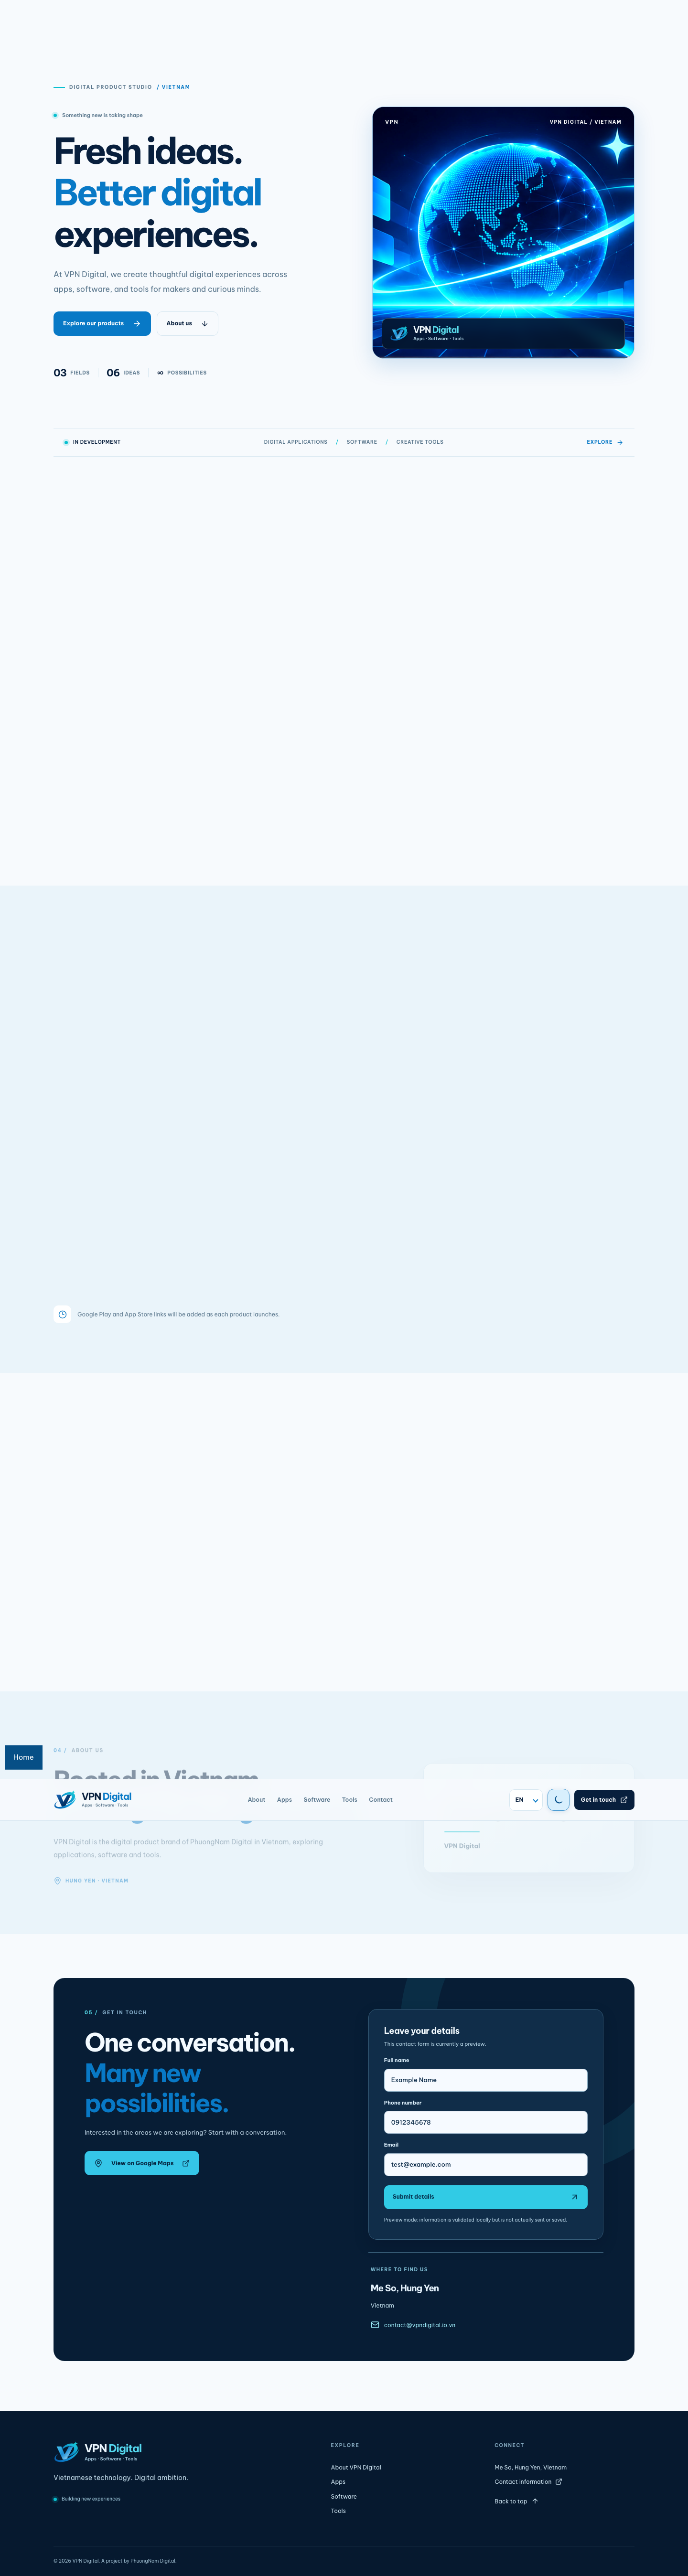 DIGITAL PRODUCT STUDIO / VIETNAM
Something new is taking shape
Fresh ideas.
Better digital
experiences.
At VPN Digital, we create thoughtful digital experiences across
apps, software, and tools for makers and curious minds.
Explore our products
About us
03 FIELDS
06 IDEAS
∞ POSSIBILITIES
VPN
VPN DIGITAL / VIETNAM
VPN Digital
Apps · Software · Tools
IN DEVELOPMENT
DIGITAL APPLICATIONS / SOFTWARE / CREATIVE TOOLS
EXPLORE
Google Play and App Store links will be added as each product launches.
04 / ABOUT US
Home
Rooted in Vietnam
VPN Digital
Apps · Software · Tools
About
Apps
Software
Tools
Contact
EN
Get in touch
VPN Digital is the digital product brand of PhuongNam Digital in Vietnam, exploring
applications, software and tools.
VPN Digital
HUNG YEN · VIETNAM
05 / GET IN TOUCH
One conversation.
Many new
possibilities.
Interested in the areas we are exploring? Start with a conversation.
View on Google Maps
Leave your details
This contact form is currently a preview.
Full name
Example Name
Phone number
0912345678
Email
test@example.com
Submit details
Preview mode: information is validated locally but is not actually sent or saved.
WHERE TO FIND US
Me So, Hung Yen
Vietnam
contact@vpndigital.io.vn
VPN Digital
Apps · Software · Tools
Vietnamese technology. Digital ambition.
Building new experiences
EXPLORE
About VPN Digital
Apps
Software
Tools
CONNECT
Me So, Hung Yen, Vietnam
Contact information
Back to top
© 2026 VPN Digital. A project by PhuongNam Digital.